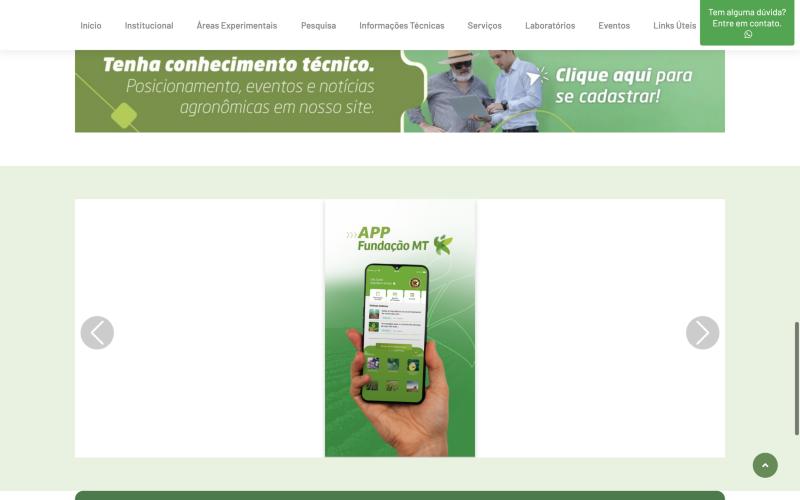 Início Institucional Áreas Experimentais Pesquisa Informações Técnicas Serviços Laboratórios Eventos Links Úteis
Tem alguma dúvida?
Entre em contato.
Tenha conhecimento técnico.
Posicionamento, eventos e notícias
agronômicas em nosso site.
Clique aqui para
se cadastrar!
APP
Fundação MT